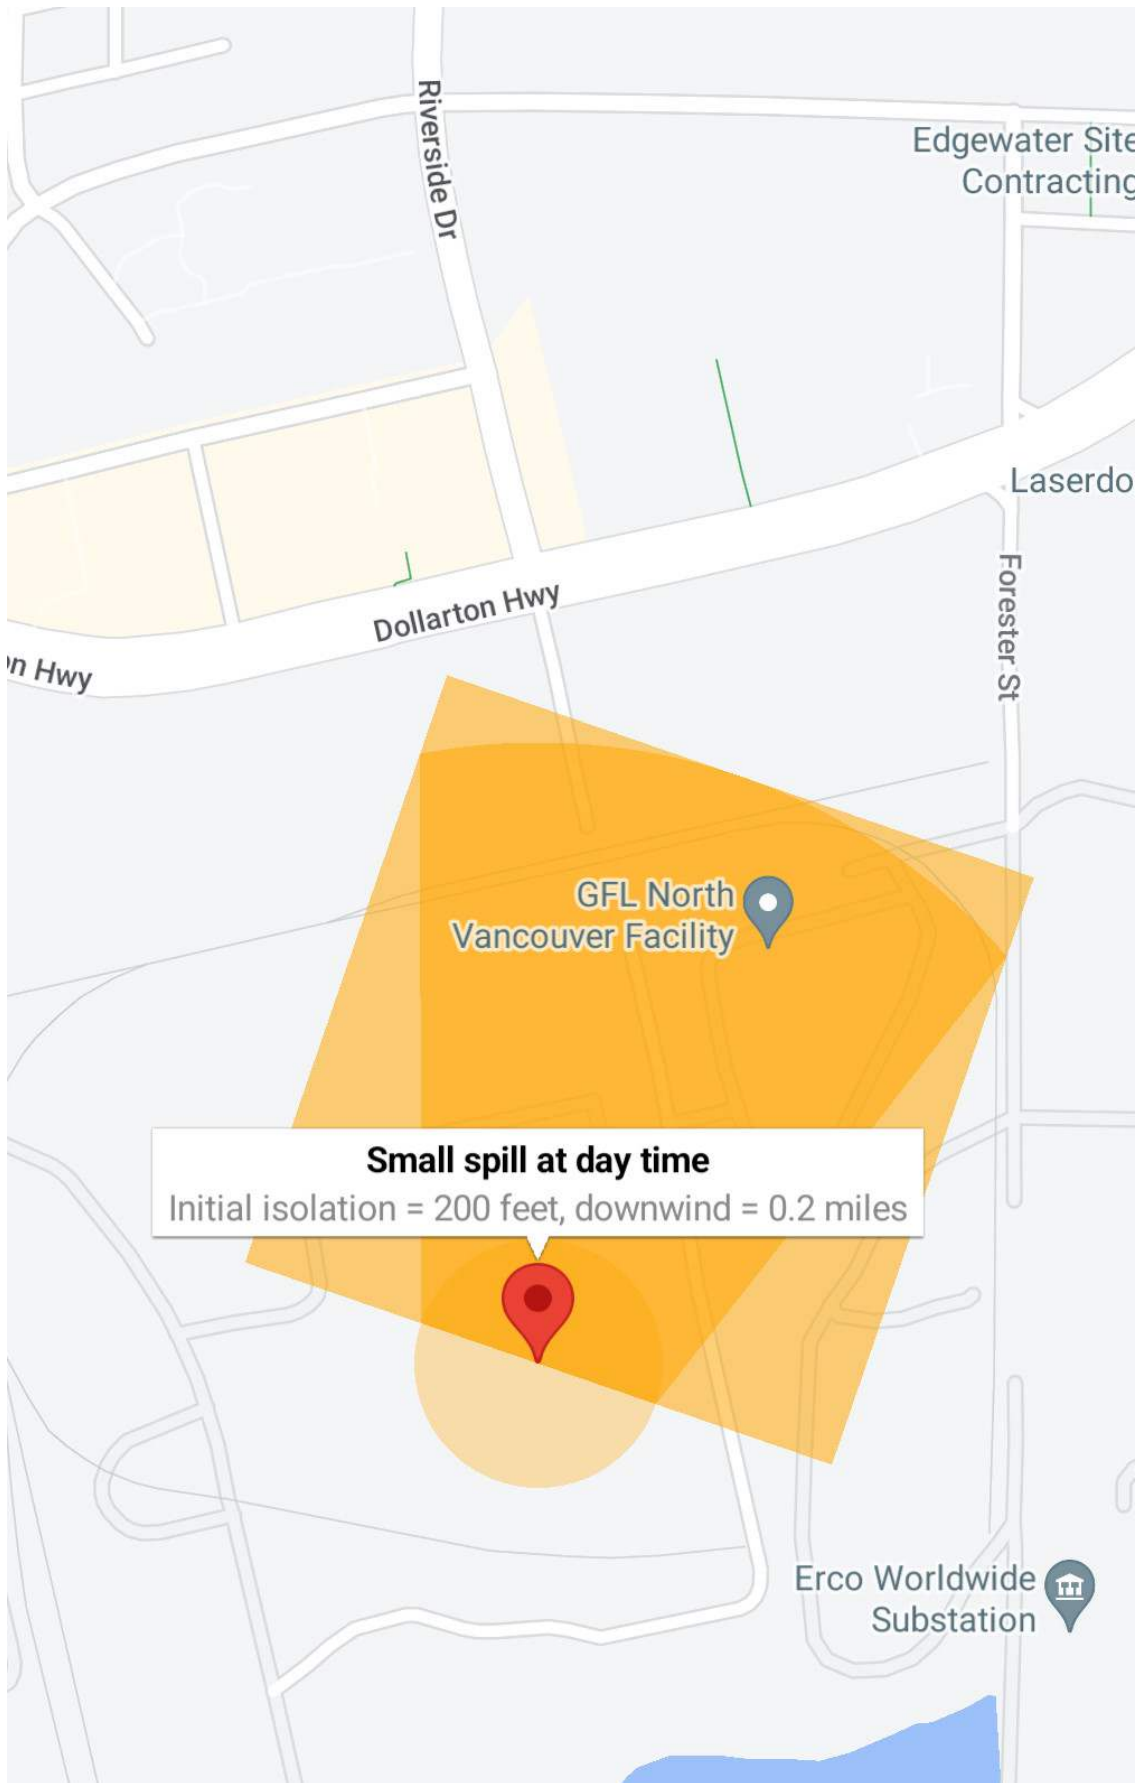 Riverside Dr
Edgewater Site
Contracting
Laserdo
Forester St
Dollarton Hwy
on Hwy
GFL North
Vancouver Facility
Small spill at day time
Initial isolation = 200 feet, downwind = 0.2 miles
Erco Worldwide
Substation